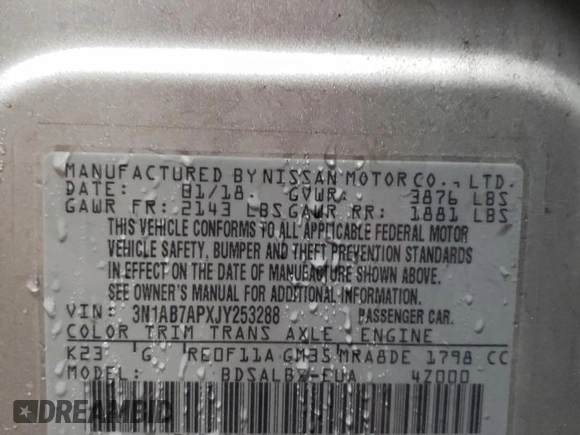 MANUFACTURED BY NISSAN MOTOR CO., LTD.
DATE: 01/18 GVWR: 3876 LBS
GAWR FR: 2143 LBS GAWR RR: 1881 LBS
THIS VEHICLE CONFORMS TO ALL APPLICABLE FEDERAL MOTOR
VEHICLE SAFETY, BUMPER AND THEFT PREVENTION STANDARDS
IN EFFECT ON THE DATE OF MANUFACTURE SHOWN ABOVE.
SEE OWNER'S MANUAL FOR ADDITIONAL INFORMATION.
VIN: 3N1AB7APXJY253288 PASSENGER CAR.
COLOR TRIM TRANS AXLE ENGINE
K23 G RE0F11A GM35 MRA8DE 1798 CC
MODEL: BDSALBX-EUA 4Z000
DREAMBID